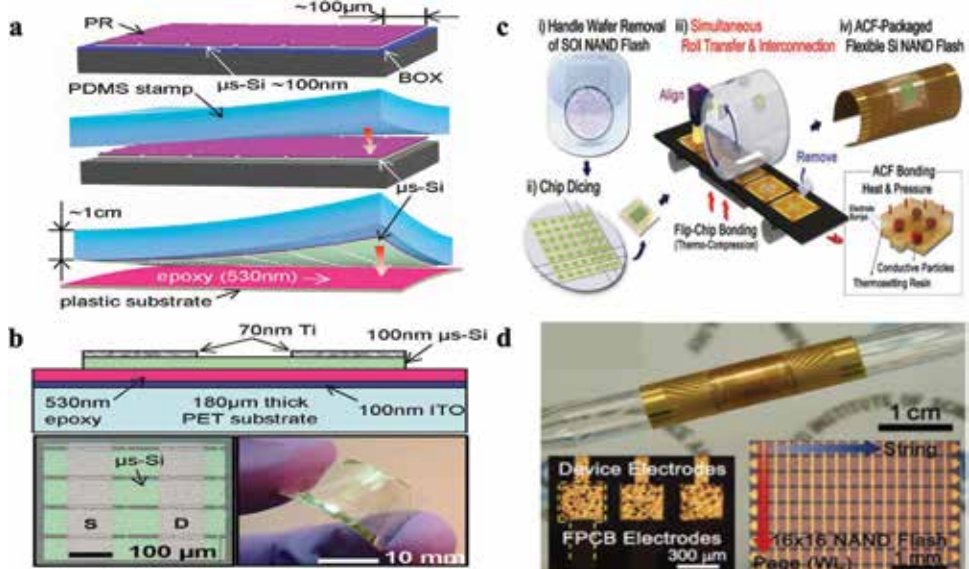 a
~100μm
PR
BOX
μs-Si ~100nm
PDMS stamp
μs-Si
~1cm
epoxy (530nm)
plastic substrate
b
70nm Ti
100nm μs-Si
530nm
epoxy
180μm thick
PET substrate
100nm ITO
μs-Si
S
D
100 μm
10 mm
c
i) Handle Wafer Removal
of SOI NAND Flash
ii) Chip Dicing
iii) Simultaneous
Roll Transfer & Interconnection
Align
Remove
Flip-Chip Bonding
(Thermo-Compression)
iv) ACF-Packaged
Flexible Si NAND Flash
ACF Bonding
Heat & Pressure
Electrode
Bumps
Conductive Particles
Thermosetting Resin
d
INSTITUTE OF
1 cm
Device Electrodes
FPCB Electrodes
300 μm
String
16x16 NAND Flash
1 mm